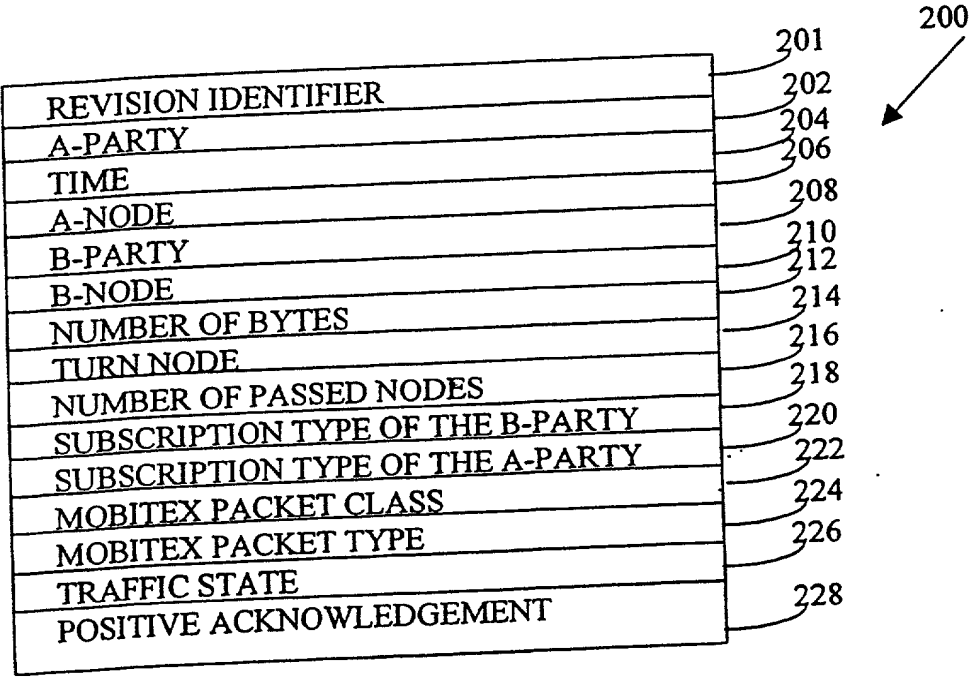 200
REVISION IDENTIFIER 201
A-PARTY 202
TIME 204
A-NODE 206
B-PARTY 208
B-NODE 210
NUMBER OF BYTES 212
TURN NODE 214
NUMBER OF PASSED NODES 216
SUBSCRIPTION TYPE OF THE B-PARTY 218
SUBSCRIPTION TYPE OF THE A-PARTY 220
MOBITEX PACKET CLASS 222
MOBITEX PACKET TYPE 224
TRAFFIC STATE 226
POSITIVE ACKNOWLEDGEMENT 228